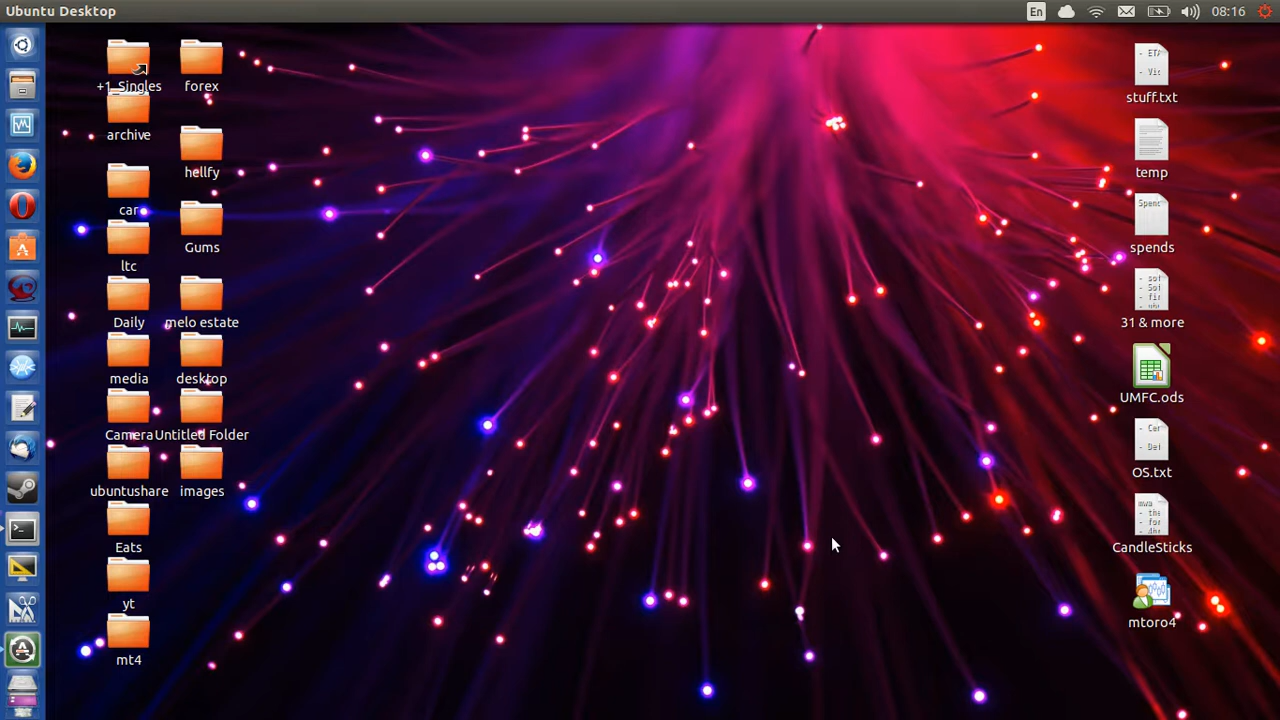 Ubuntu Desktop
En
08:16
+1_Singles
forex
archive
hellfy
car
Gums
ltc
Daily
melo estate
media
desktop
Camera
Untitled Folder
ubuntushare
images
Eats
yt
mt4
stuff.txt
temp
spends
31 & more
UMFC.ods
OS.txt
CandleSticks
mtoro4